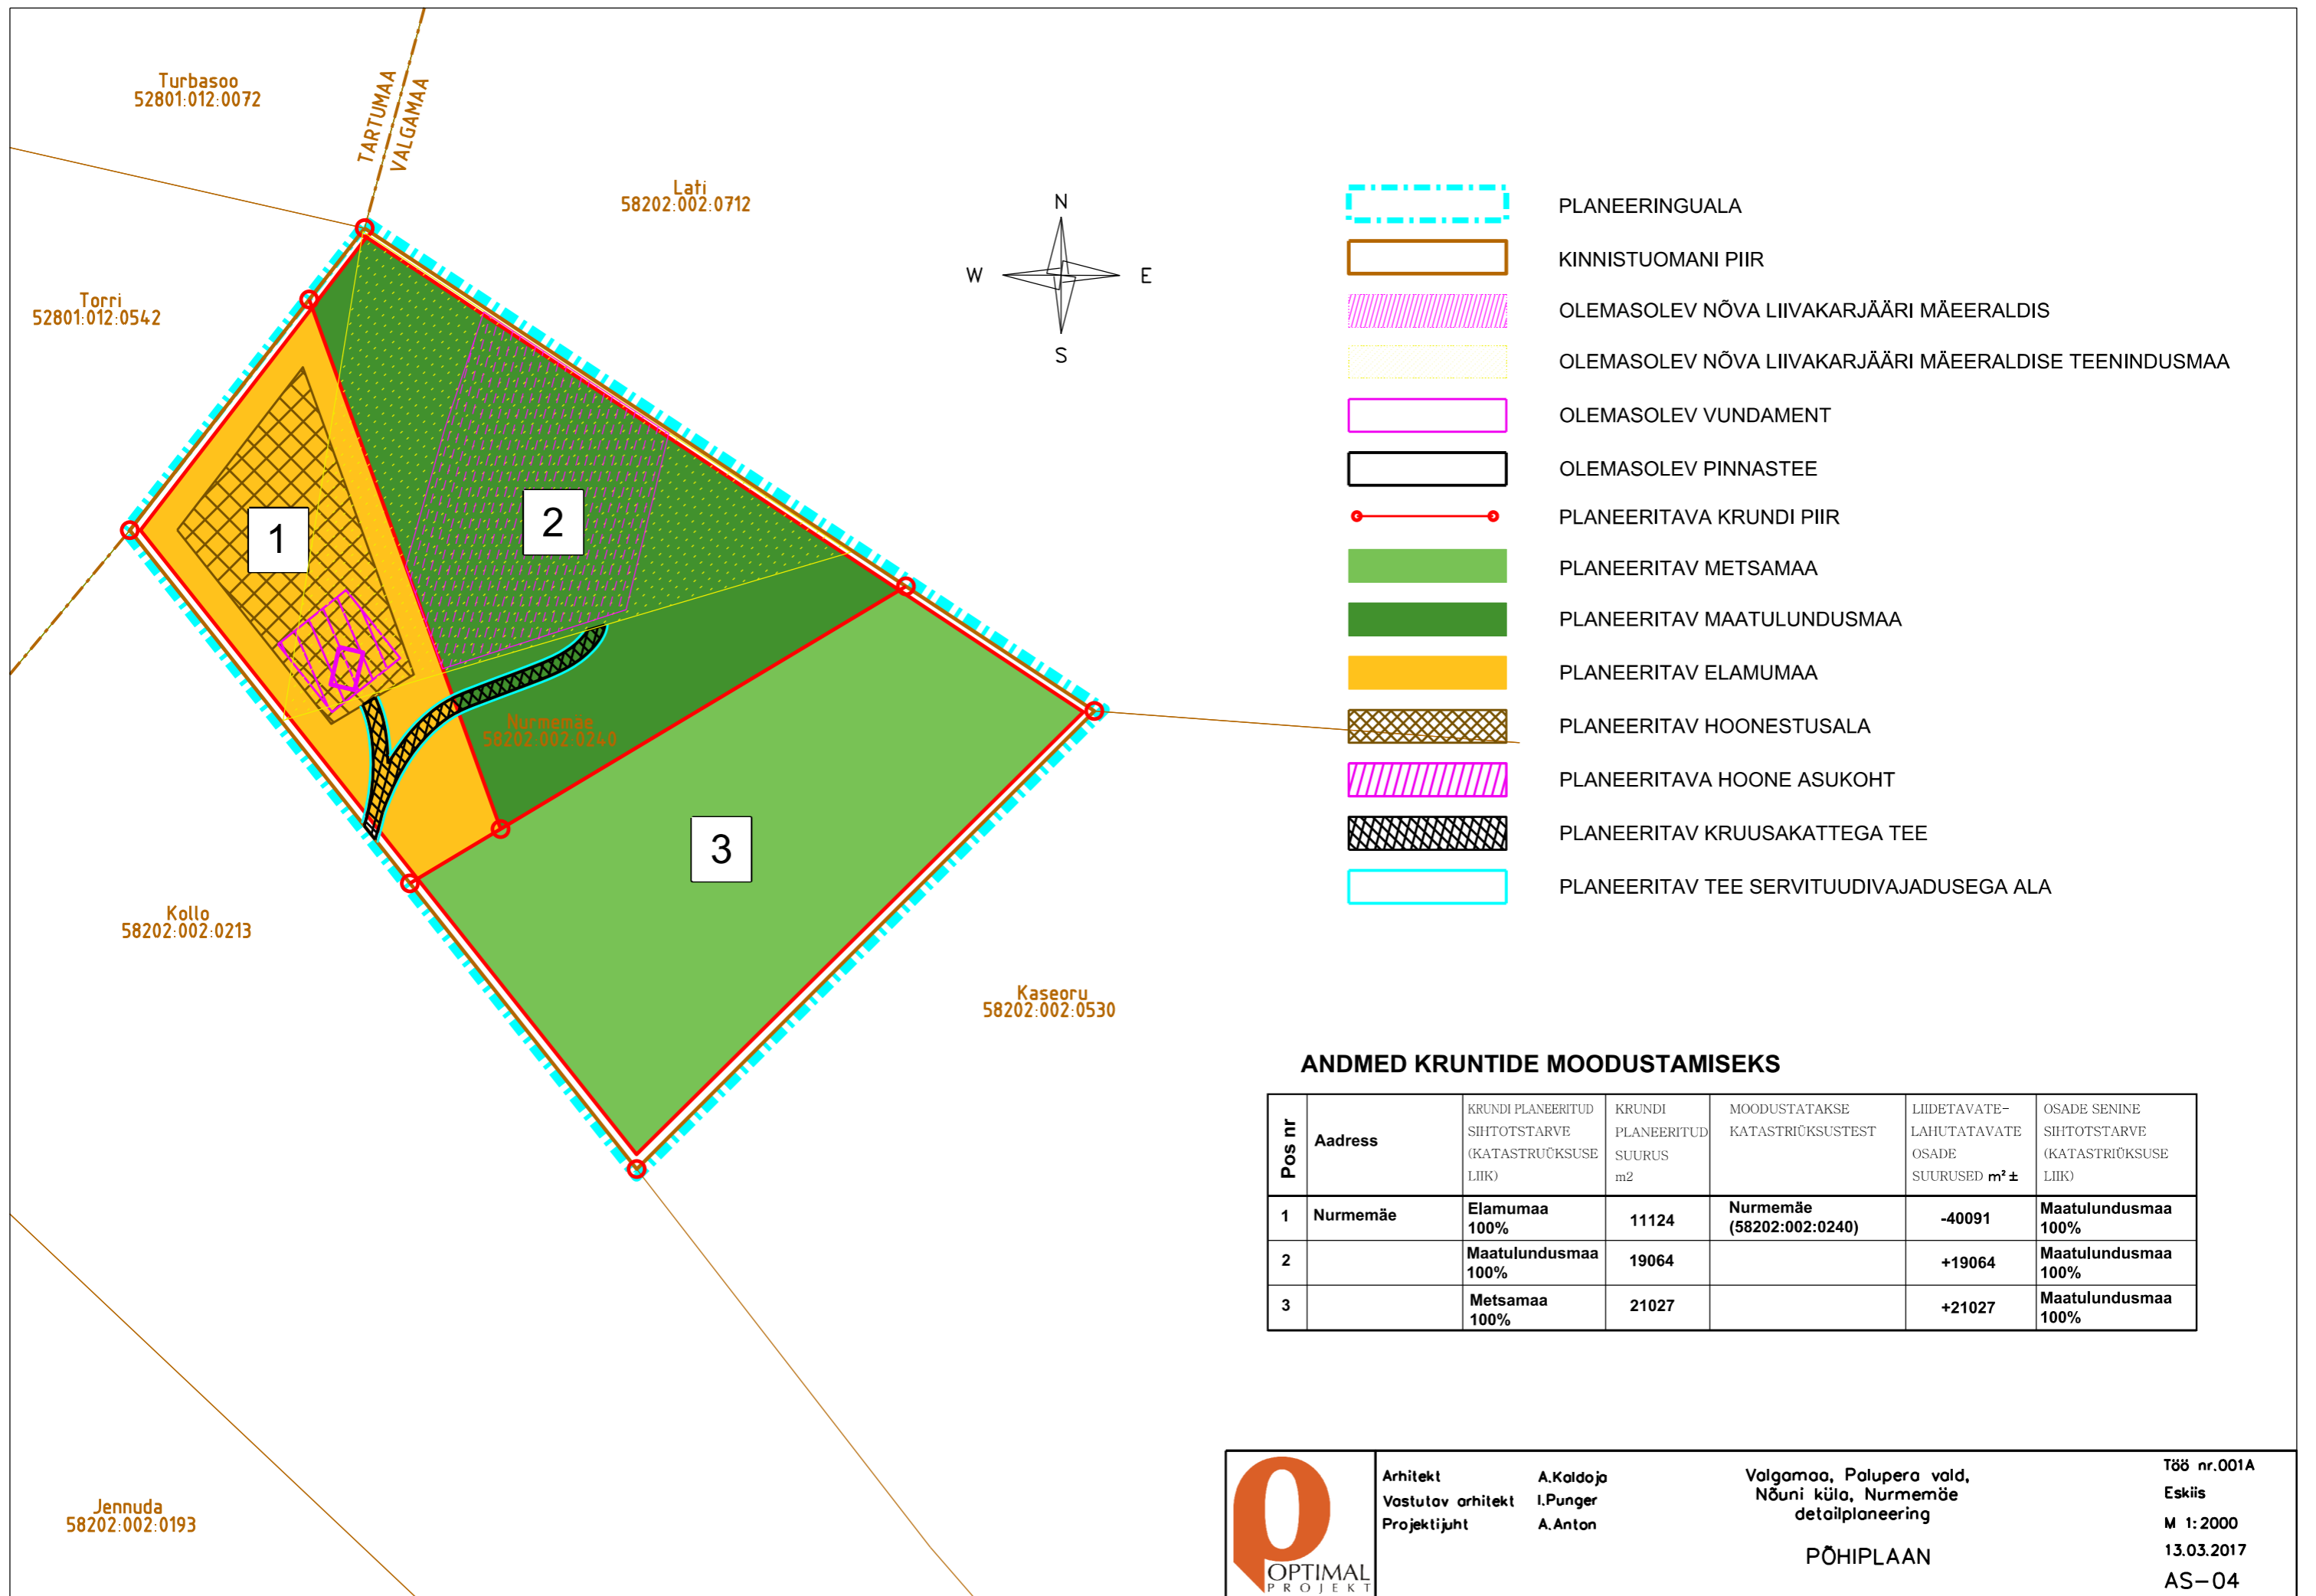 Turbasoo
52801:012:0072
TARTUMAA
VALGAMAA
Lati
58202:002:0712
Torri
52801:012:0542
N
W
E
S
1
2
3
Nurmemäe
58202:002:0240
Kollo
58202:002:0213
Kaseoru
58202:002:0530
Jennuda
58202:002:0193
PLANEERINGUALA
KINNISTUOMANI PIIR
OLEMASOLEV NÕVA LIIVAKARJÄÄRI MÄEERALDIS
OLEMASOLEV NÕVA LIIVAKARJÄÄRI MÄEERALDISE TEENINDUSMAA
OLEMASOLEV VUNDAMENT
OLEMASOLEV PINNASTEE
PLANEERITAVA KRUNDI PIIR
PLANEERITAV METSAMAA
PLANEERITAV MAATULUNDUSMAA
PLANEERITAV ELAMUMAA
PLANEERITAV HOONESTUSALA
PLANEERITAVA HOONE ASUKOHT
PLANEERITAV KRUUSAKATTEGA TEE
PLANEERITAV TEE SERVITUUDIVAJADUSEGA ALA
ANDMED KRUNTIDE MOODUSTAMISEKS
Pos nr
Aadress
KRUNDI PLANEERITUD
SIHTOTSTARVE
(KATASTRUÜKSUSE
LIIK)
KRUNDI
PLANEERITUD
SUURUS
m2
MOODUSTATAKSE
KATASTRIÜKSUSTEST
LIIDETAVATE-
LAHUTATAVATE
OSADE
SUURUSED m² ±
OSADE SENINE
SIHTOTSTARVE
(KATASTRIÜKSUSE
LIIK)
1 Nurmemäe Elamumaa 100% 11124 Nurmemäe (58202:002:0240) -40091 Maatulundusmaa 100%
2 Maatulundusmaa 100% 19064 +19064 Maatulundusmaa 100%
3 Metsamaa 100% 21027 +21027 Maatulundusmaa 100%
OPTIMAL
PROJEKT
Arhitekt A.Kaldoja
Vastutav arhitekt I.Punger
Projektijuht A.Anton
Valgamaa, Palupera vald,
Nõuni küla, Nurmemäe
detailplaneering
PÕHIPLAAN
Töö nr.001A
Eskiis
M 1:2000
13.03.2017
AS-04